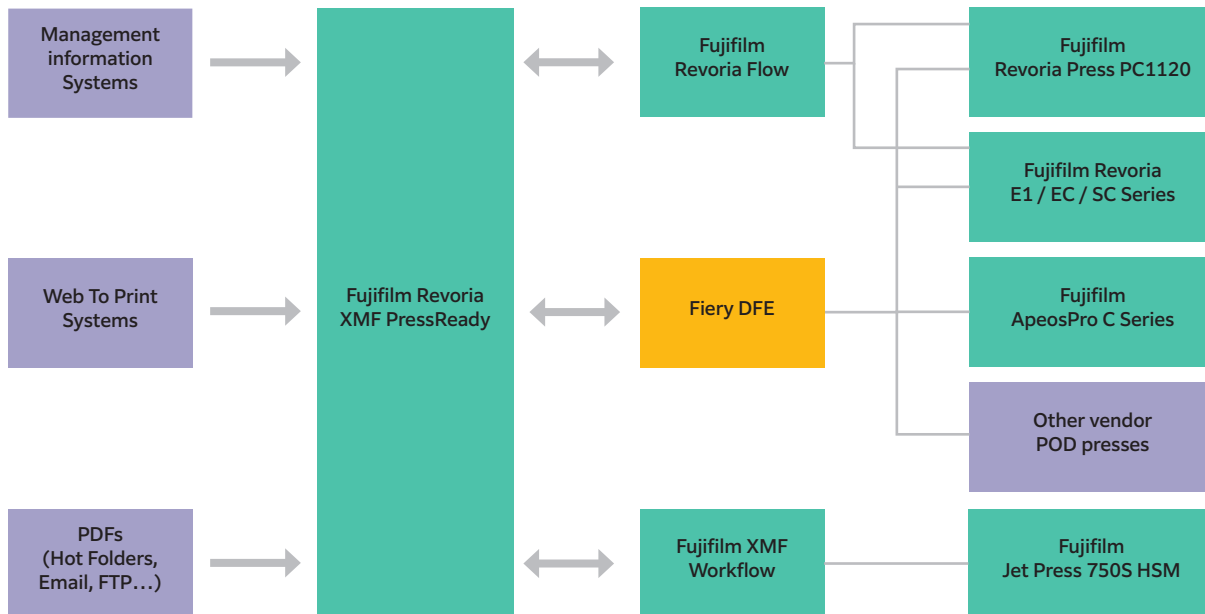 Management
information
Systems
Fujifilm
Revoria Flow
Fujifilm
Revoria Press PC1120
Fujifilm Revoria
E1 / EC / SC Series
Web To Print
Systems
Fujifilm Revoria
XMF PressReady
Fiery DFE
Fujifilm
ApeosPro C Series
Other vendor
POD presses
PDFs
(Hot Folders,
Email, FTP...)
Fujifilm XMF
Workflow
Fujifilm
Jet Press 750S HSM